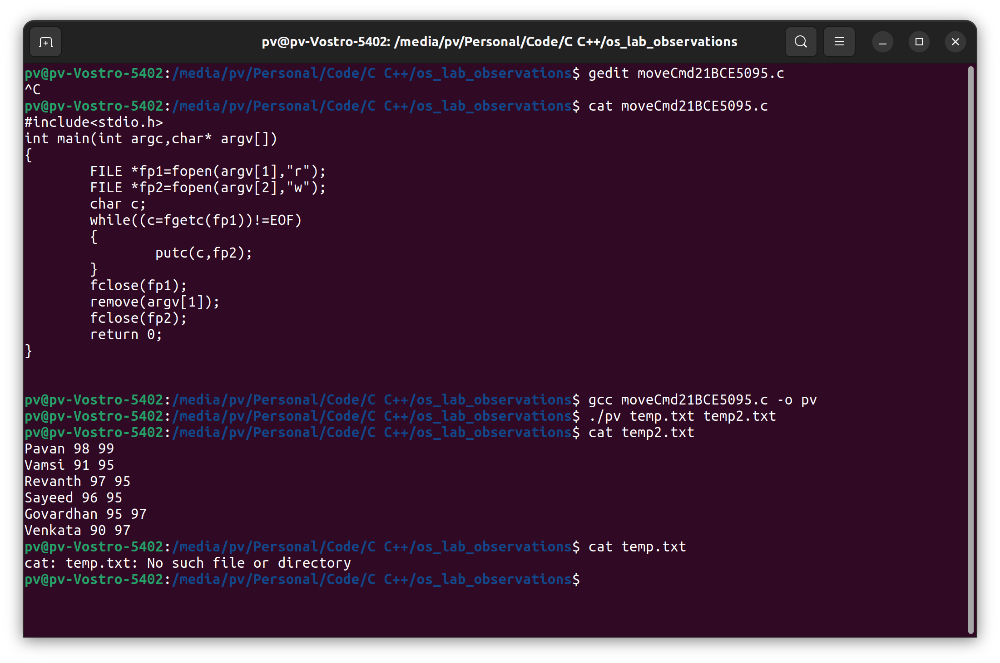 pv@pv-Vostro-5402: /media/pv/Personal/Code/C C++/os_lab_observations
pv@pv-Vostro-5402:/media/pv/Personal/Code/C C++/os_lab_observations$ gedit moveCmd21BCE5095.c
^C
pv@pv-Vostro-5402:/media/pv/Personal/Code/C C++/os_lab_observations$ cat moveCmd21BCE5095.c
#include<stdio.h>
int main(int argc,char* argv[])
{
        FILE *fp1=fopen(argv[1],"r");
        FILE *fp2=fopen(argv[2],"w");
        char c;
        while((c=fgetc(fp1))!=EOF)
        {
                putc(c,fp2);
        }
        fclose(fp1);
        remove(argv[1]);
        fclose(fp2);
        return 0;
}
pv@pv-Vostro-5402:/media/pv/Personal/Code/C C++/os_lab_observations$ gcc moveCmd21BCE5095.c -o pv
pv@pv-Vostro-5402:/media/pv/Personal/Code/C C++/os_lab_observations$ ./pv temp.txt temp2.txt
pv@pv-Vostro-5402:/media/pv/Personal/Code/C C++/os_lab_observations$ cat temp2.txt
Pavan 98 99
Vamsi 91 95
Revanth 97 95
Sayeed 96 95
Govardhan 95 97
Venkata 90 97
pv@pv-Vostro-5402:/media/pv/Personal/Code/C C++/os_lab_observations$ cat temp.txt
cat: temp.txt: No such file or directory
pv@pv-Vostro-5402:/media/pv/Personal/Code/C C++/os_lab_observations$